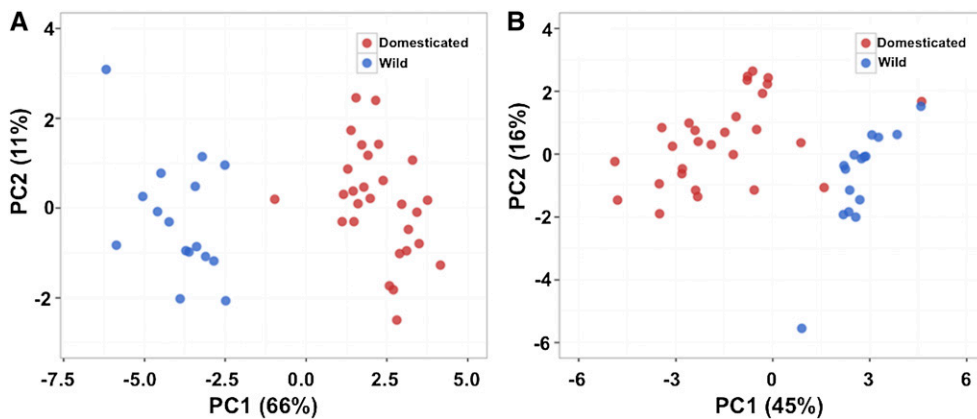 A
4
2
0
-2
PC2 (11%)
Domesticated
Wild
-7.5 -5.0 -2.5 0.0 2.5 5.0
PC1 (66%)
B
4
2
0
-2
-4
-6
PC2 (16%)
Domesticated
Wild
-6 -3 0 3 6
PC1 (45%)